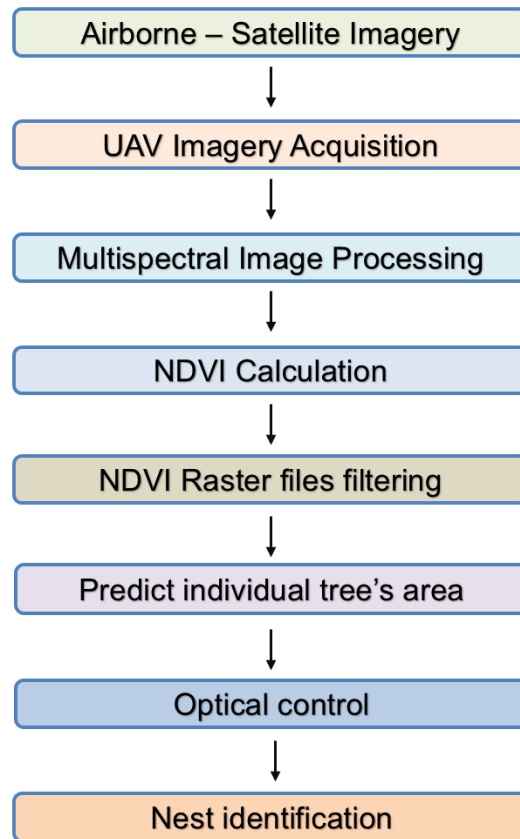 Airborne – Satellite Imagery
UAV Imagery Acquisition
Multispectral Image Processing
NDVI Calculation
NDVI Raster files filtering
Predict individual tree's area
Optical control
Nest identification